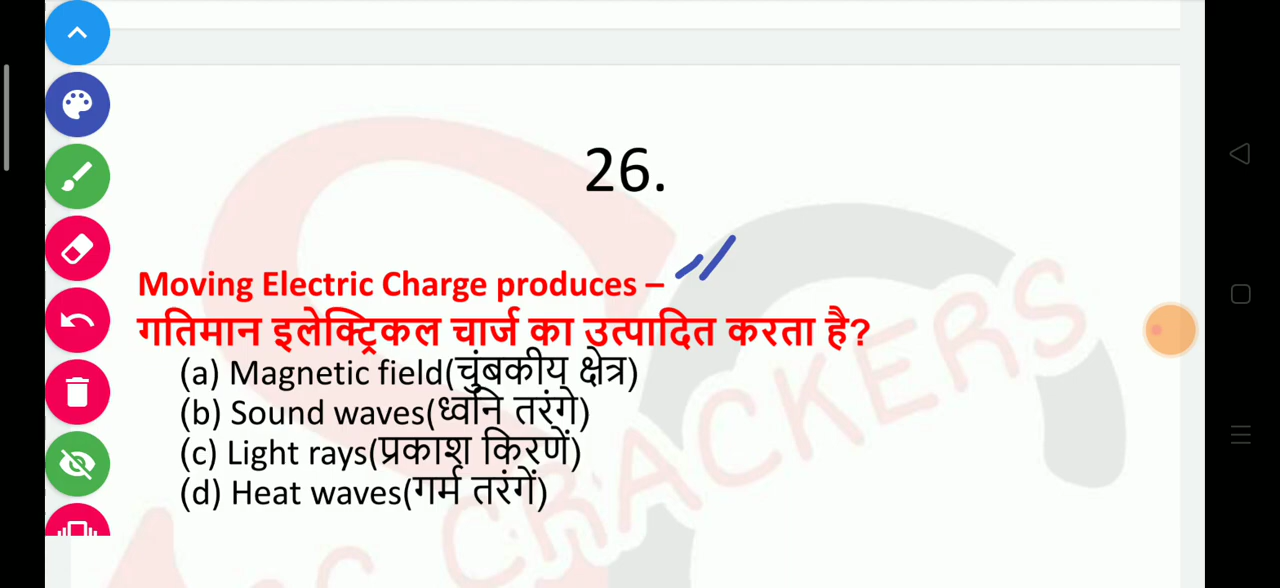 26.
Moving Electric Charge produces –
गतिमान इलेक्ट्रिकल चार्ज का उत्पादित करता है?
(a) Magnetic field(चुंबकीय क्षेत्र)
(b) Sound waves(ध्वनि तरंगे)
(c) Light rays(प्रकाश किरणें)
(d) Heat waves(गर्म तरंगें)
CRACKERS